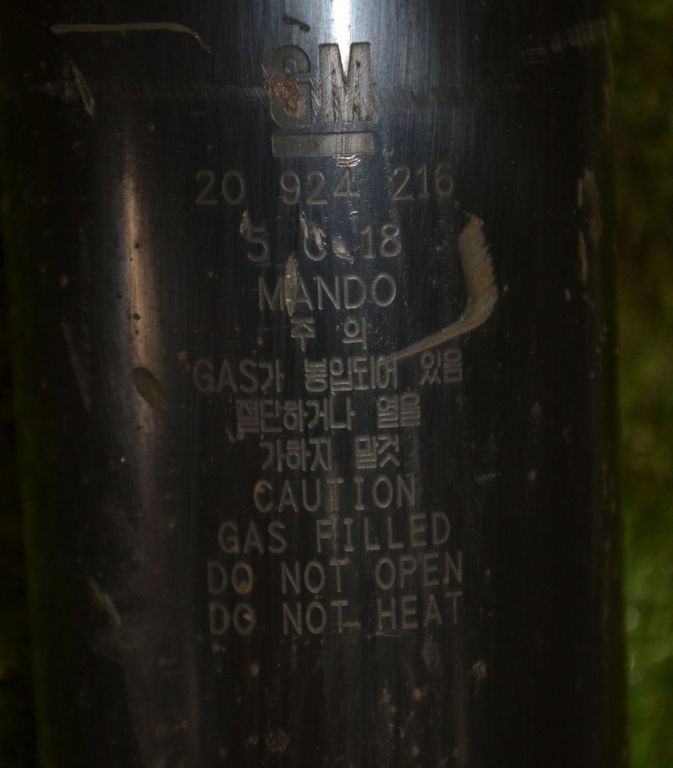 GM
20 924 216
5 C 18
MANDO
주 의
GAS가 봉입되어 있음
절단하거나 열을
가하지 말것
CAUTION
GAS FILLED
DO NOT OPEN
DO NOT HEAT